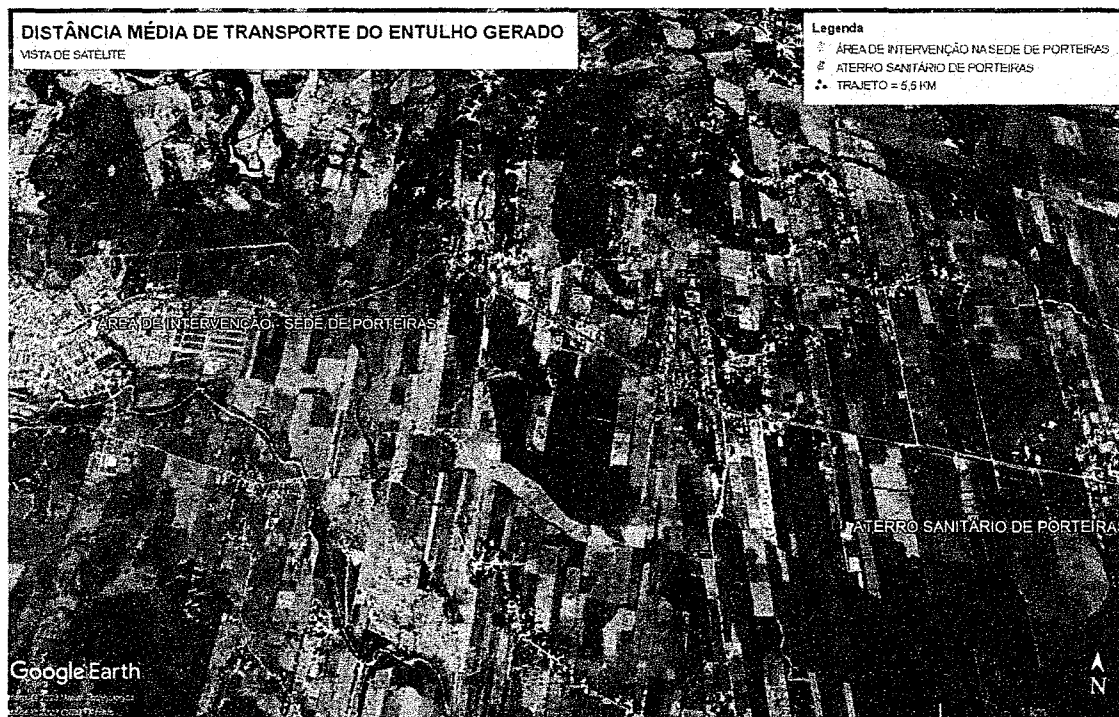 DISTÂNCIA MÉDIA DE TRANSPORTE DO ENTULHO GERADO
VISTA DE SATÉLITE
Legenda
ÁREA DE INTERVENÇÃO NA SEDE DE PORTEIRAS
ATERRO SANITÁRIO DE PORTEIRAS
TRAJETO = 5,5 KM
ÁREA DE INTERVENÇÃO - SEDE DE PORTEIRAS
ATERRO SANITÁRIO DE PORTEIRA
Google Earth
N